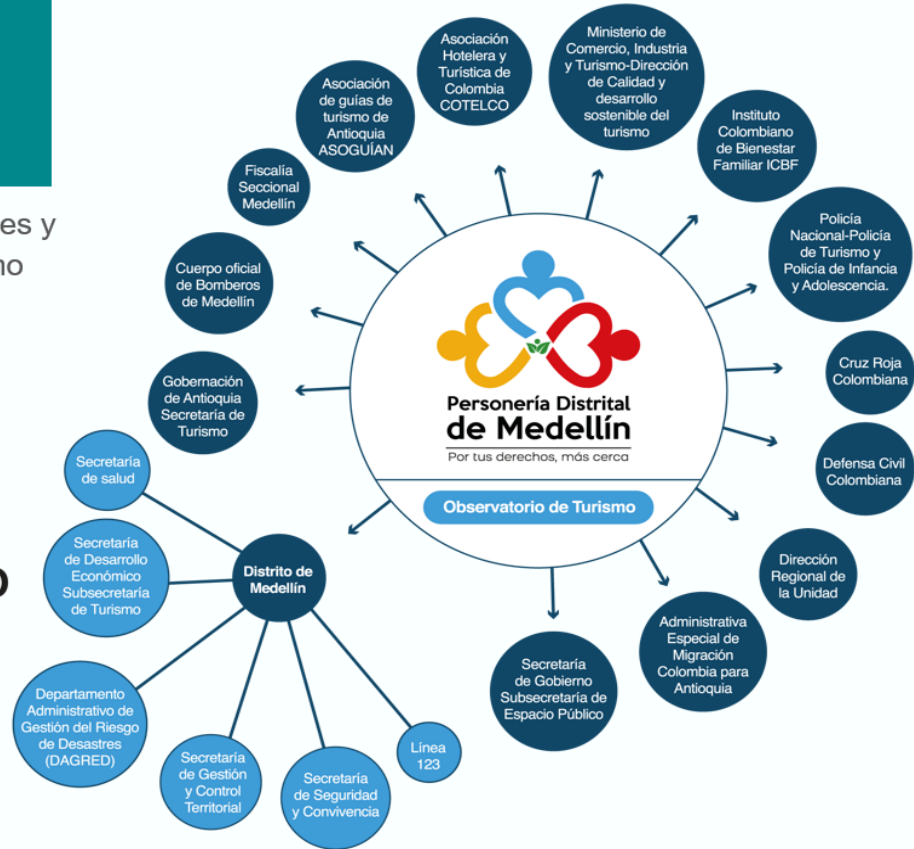 es y
no
o
Asociación
Hotelera y
Turística de
Colombia
COTELCO
Ministerio de
Comercio, Industria
y Turismo-Dirección
de Calidad y
desarrollo
sostenible del
turismo
Asociación
de guías de
turismo de
Antioquia
ASOGUÍAN
Instituto
Colombiano
de Bienestar
Familiar ICBF
Fiscalía
Seccional
Medellín
Policía
Nacional-Policía
de Turismo y
Policía de Infancia
y Adolescencia.
Cuerpo oficial
de Bomberos
de Medellín
Cruz Roja
Colombiana
Gobernación
de Antioquia
Secretaría de
Turismo
Defensa Civil
Colombiana
Personería Distrital
de Medellín
Por tus derechos, más cerca
Observatorio de Turismo
Dirección
Regional de
la Unidad
Administrativa
Especial de
Migración
Colombia para
Antioquia
Secretaría
de Gobierno
Subsecretaría de
Espacio Público
Distrito de
Medellín
Secretaría
de salud
Secretaría
de Desarrollo
Económico
Subsecretaría
de Turismo
Departamento
Administrativo de
Gestión del Riesgo
de Desastres
(DAGRED)
Secretaría
de Gestión
y Control
Territorial
Secretaría
de Seguridad
y Convivencia
Línea
123